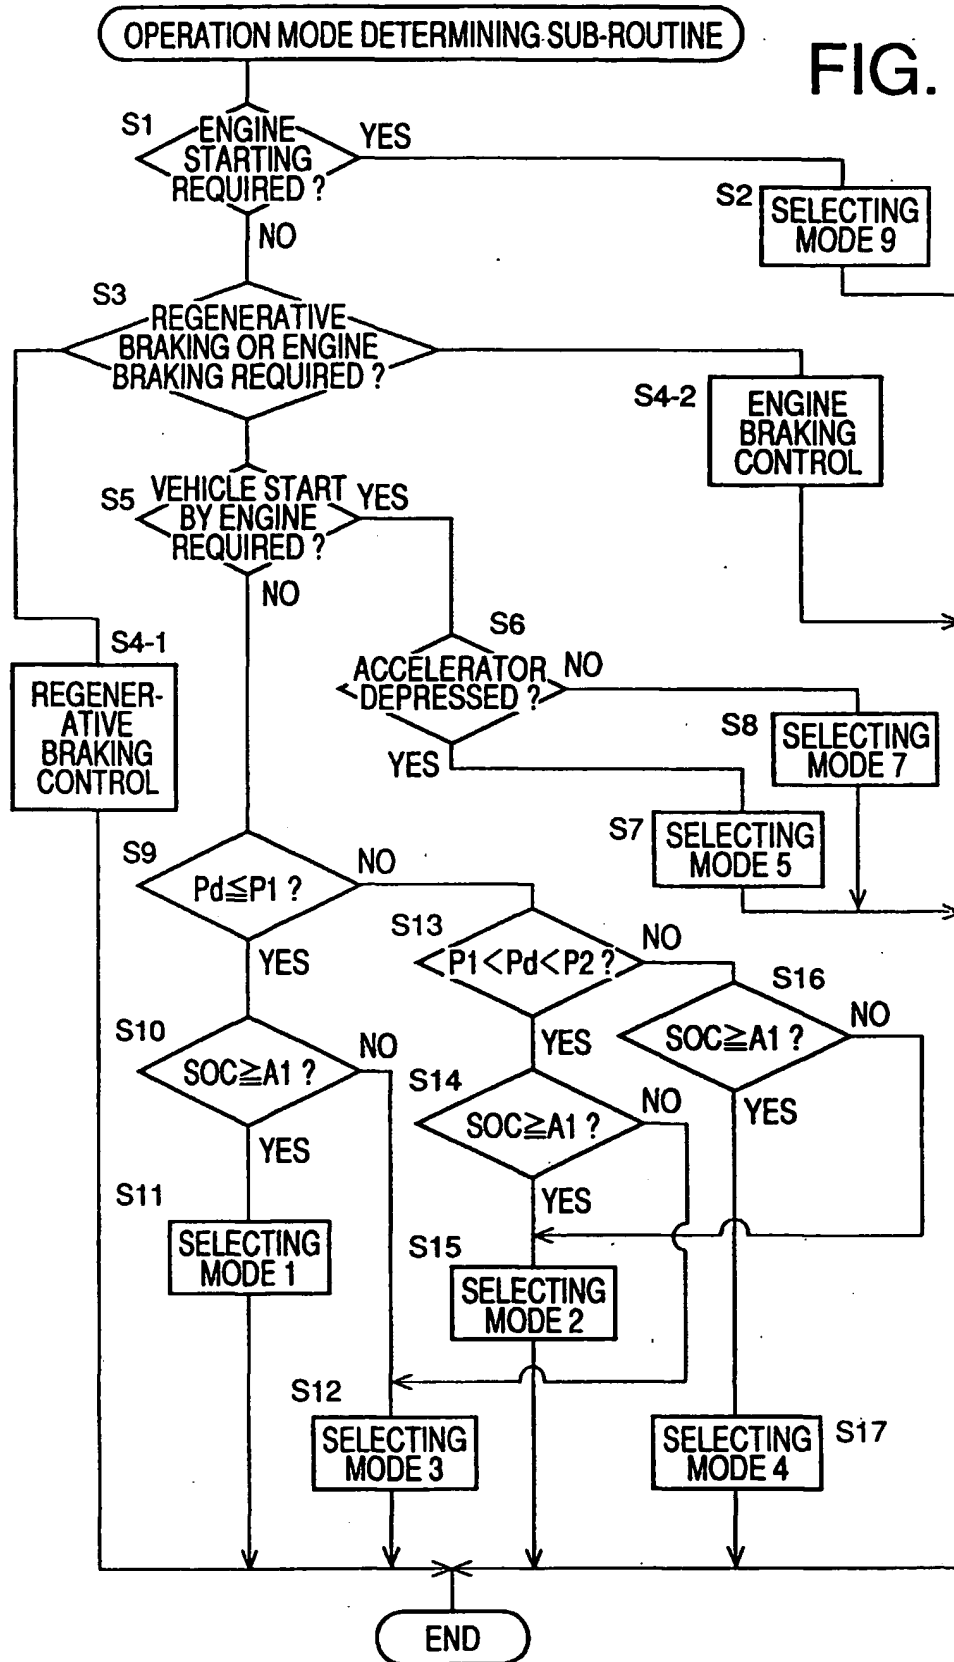 OPERATION MODE DETERMINING SUB-ROUTINE
FIG.
S1
ENGINE
STARTING
REQUIRED ?
YES
NO
S2
SELECTING
MODE 9
S3
REGENERATIVE
BRAKING OR ENGINE
BRAKING REQUIRED ?
S4-2
ENGINE
BRAKING
CONTROL
S5
VEHICLE START
BY ENGINE
REQUIRED ?
YES
NO
S4-1
REGENER-
ATIVE
BRAKING
CONTROL
S6
ACCELERATOR
DEPRESSED ?
NO
YES
S8
SELECTING
MODE 7
S7
SELECTING
MODE 5
S9
Pd≦P1 ?
NO
YES
S13
P1<Pd<P2 ?
NO
YES
S10
SOC≧A1 ?
NO
YES
S14
SOC≧A1 ?
NO
YES
S16
SOC≧A1 ?
NO
YES
S11
SELECTING
MODE 1
S15
SELECTING
MODE 2
S12
SELECTING
MODE 3
SELECTING
MODE 4
S17
END